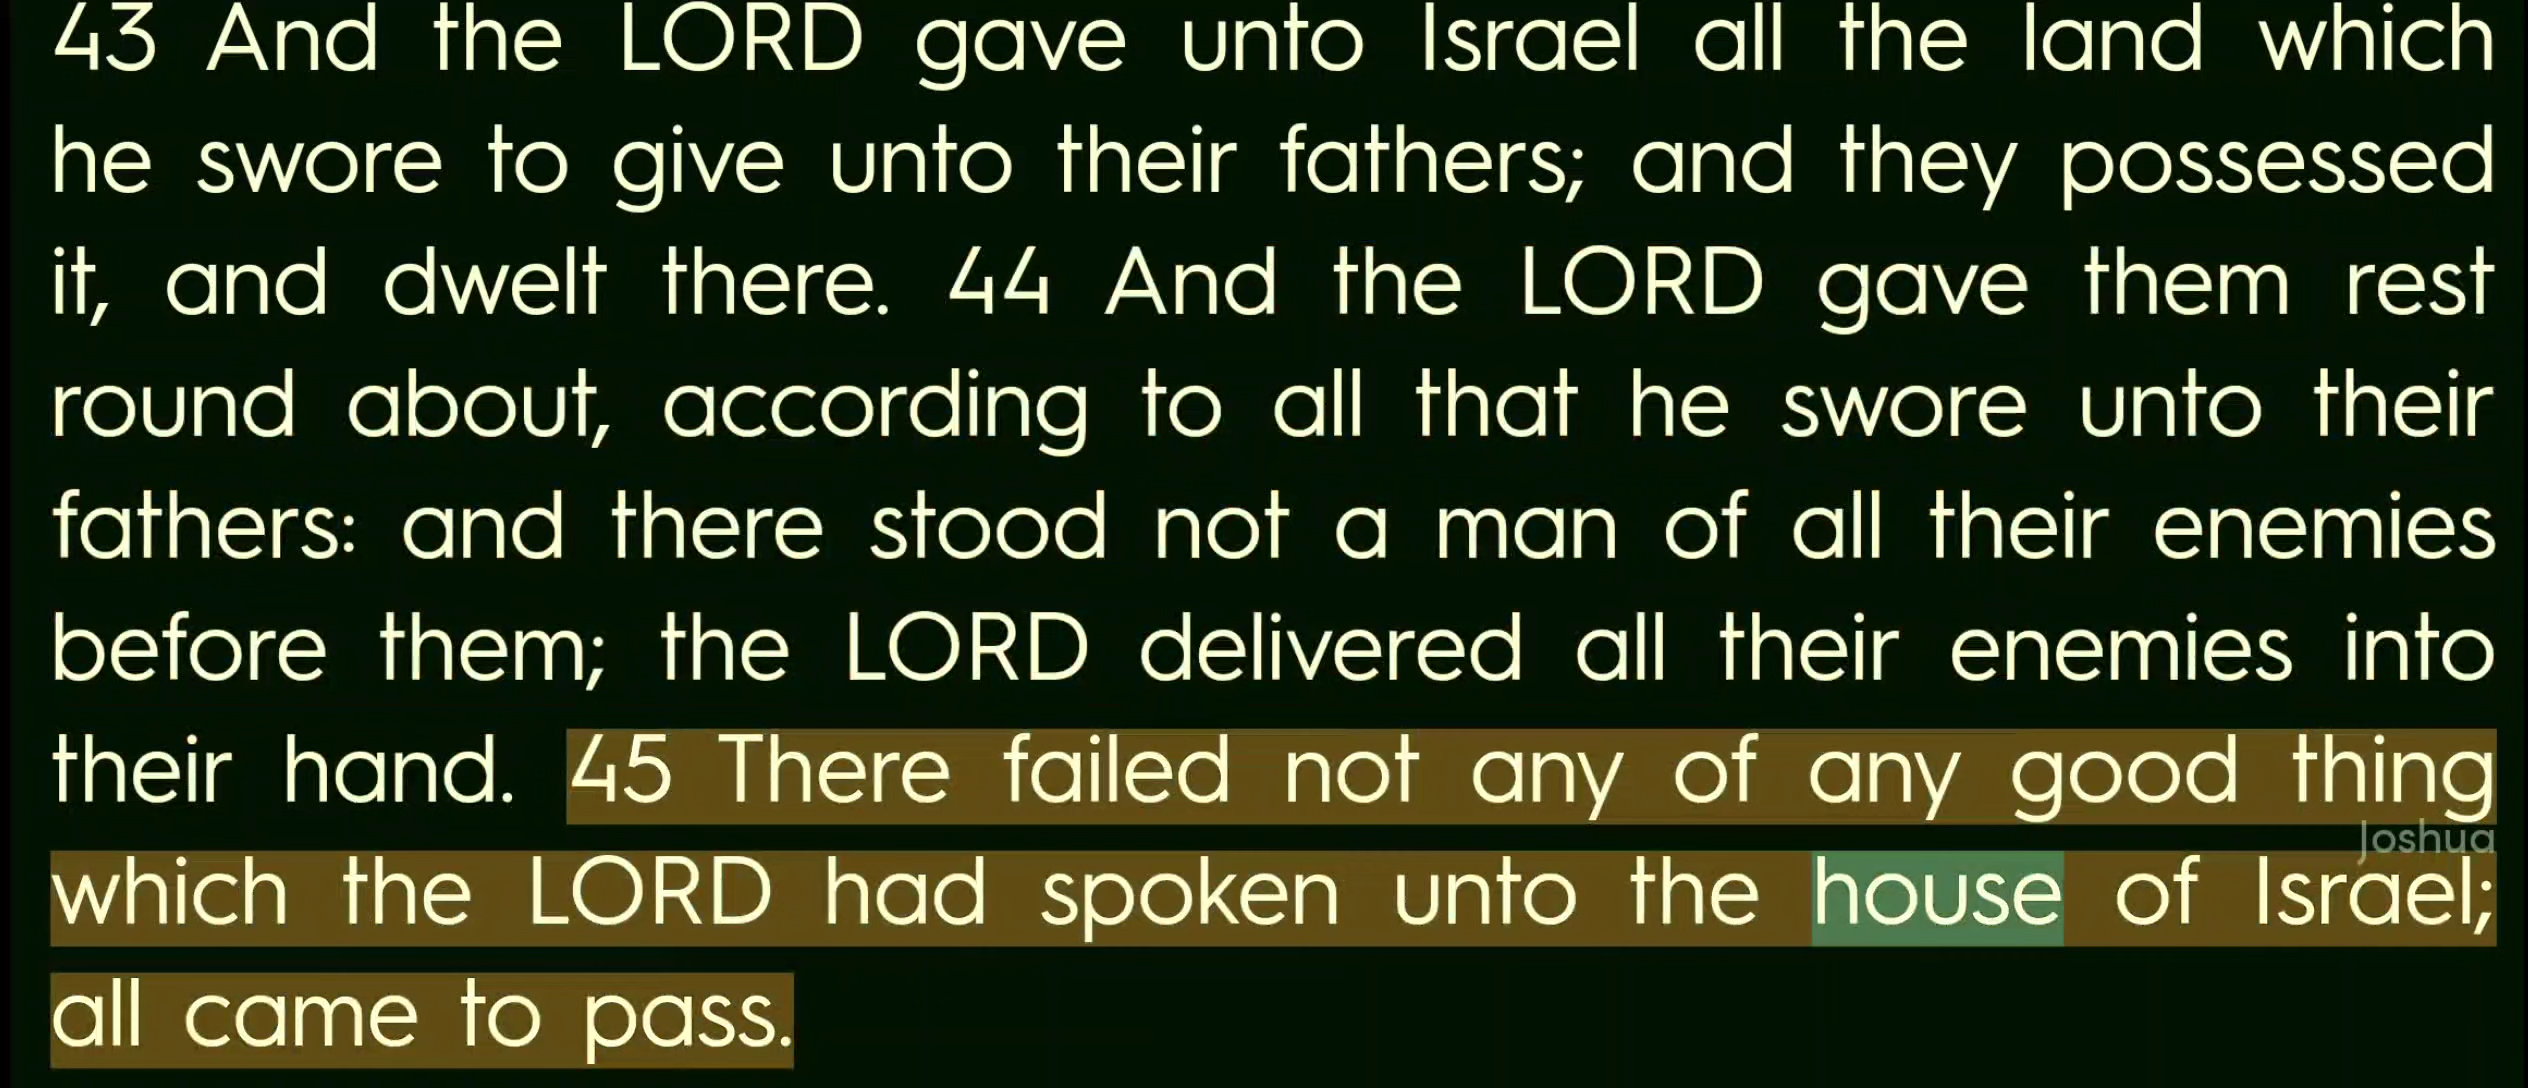 43 And the LORD gave unto Israel all the land which
he swore to give unto their fathers; and they possessed
it, and dwelt there. 44 And the LORD gave them rest
round about, according to all that he swore unto their
fathers: and there stood not a man of all their enemies
before them; the LORD delivered all their enemies into
their hand. 45 There failed not any of any good thing
Joshua
which the LORD had spoken unto the house of Israel;
all came to pass.